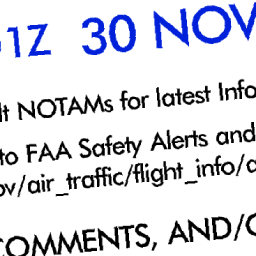 1Z 30 NOV
lt NOTAMs for latest Info
to FAA Safety Alerts and
ov/air_traffic/flight_info/a
COMMENTS, AND/